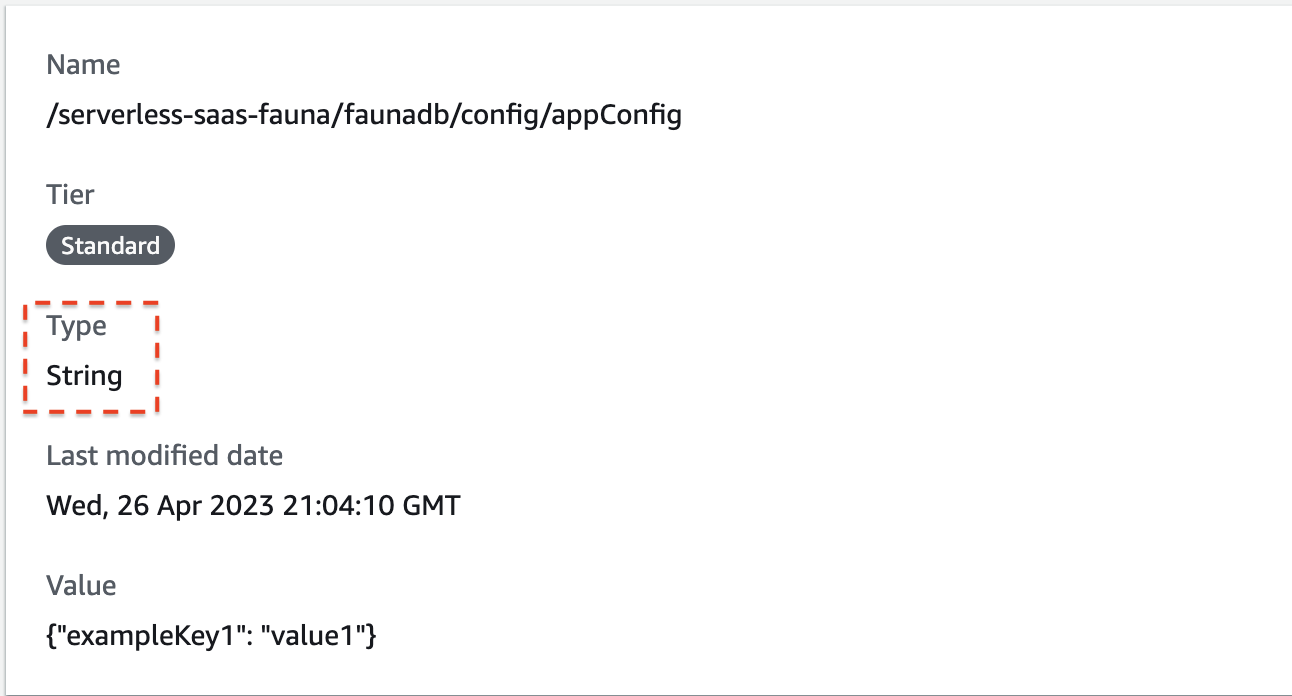 Name
/serverless-saas-fauna/faunadb/config/appConfig
Tier
Standard
Type
String
Last modified date
Wed, 26 Apr 2023 21:04:10 GMT
Value
{"exampleKey1": "value1"}